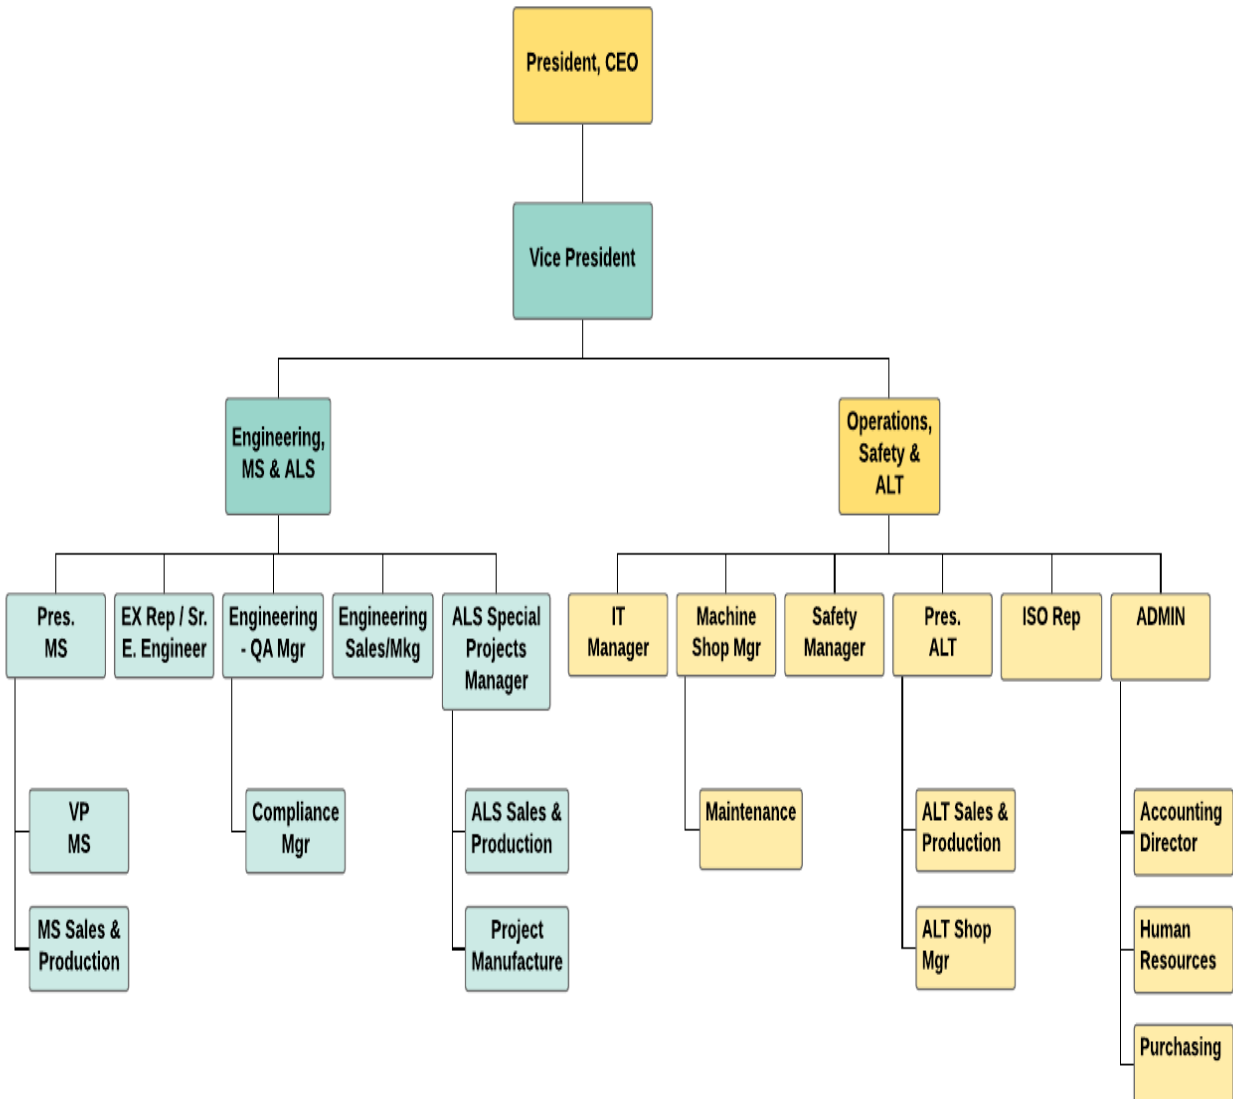 President, CEO
Vice President
Engineering,
MS & ALS
Operations,
Safety &
ALT
Pres.
MS
EX Rep / Sr.
E. Engineer
Engineering
- QA Mgr
Engineering
Sales/Mkg
ALS Special
Projects
Manager
IT
Manager
Machine
Shop Mgr
Safety
Manager
Pres.
ALT
ISO Rep
ADMIN
VP
MS
Compliance
Mgr
ALS Sales &
Production
Maintenance
ALT Sales &
Production
Accounting
Director
MS Sales &
Production
Project
Manufacture
ALT Shop
Mgr
Human
Resources
Purchasing